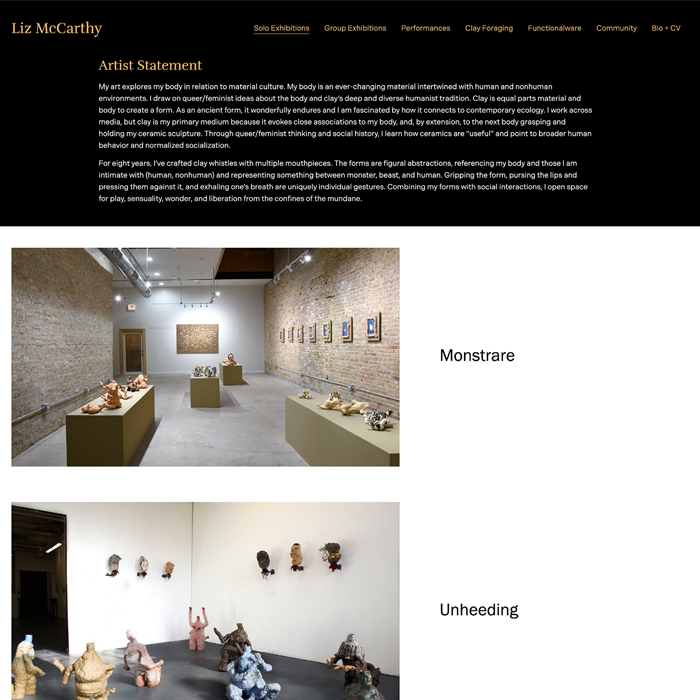 Liz McCarthy
Solo Exhibitions Group Exhibitions Performances Clay Foraging Functionalware Community Bio + CV
Artist Statement
My art explores my body in relation to material culture. My body is an ever-changing material intertwined with human and nonhuman
environments. I draw on queer/feminist ideas about the body and clay's deep and diverse humanist tradition. Clay is equal parts material and
body to create a form. As an ancient form, it wonderfully endures and I am fascinated by how it connects to contemporary ecology. I work across
media, but clay is my primary medium because it evokes close associations to my body, and, by extension, to the next body grasping and
holding my ceramic sculpture. Through queer/feminist thinking and social history, I learn how ceramics are "useful" and point to broader human
behavior and normalized socialization.
For eight years, I've crafted clay whistles with multiple mouthpieces. The forms are figural abstractions, referencing my body and those I am
intimate with (human, nonhuman) and representing something between monster, beast, and human. Gripping the form, pursing the lips and
pressing them against it, and exhaling one's breath are uniquely individual gestures. Combining my forms with social interactions, I open space
for play, sensuality, wonder, and liberation from the confines of the mundane.
Monstrare
Unheeding